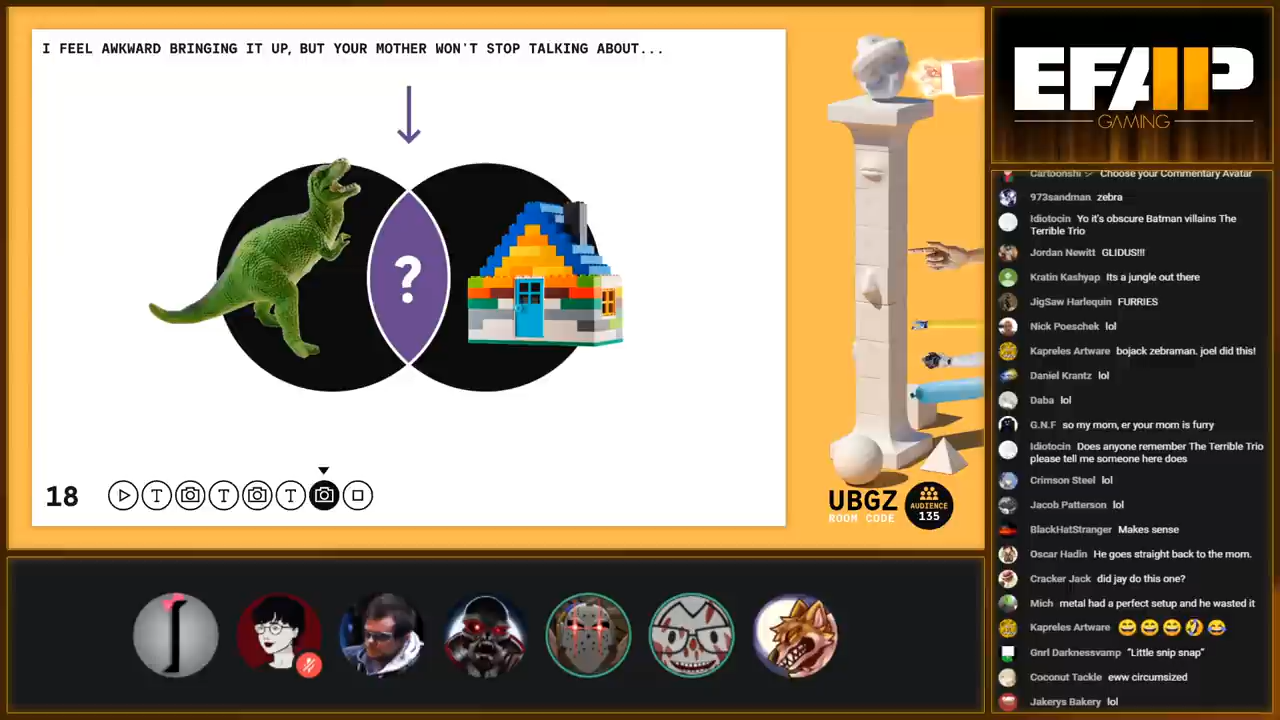 I FEEL AWKWARD BRINGING IT UP, BUT YOUR MOTHER WON'T STOP TALKING ABOUT...
?
18
T
T
T
UBGZ
ROOM CODE
AUDIENCE
135
EFAP
GAMING
Cartoonshi Choose your Commentary Avatar
973sandman zebra
Idiotocin Yo it's obscure Batman villains The
Terrible Trio
Jordan Newitt GLIDUS!!!
Kratin Kashyap Its a jungle out there
JigSaw Harlequin FURRIES
Nick Poeschek lol
Kapreles Artware bojack zebraman. joel did this!
Daniel Krantz lol
Daba lol
G.N.F so my mom, er your mom is furry
Idiotocin Does anyone remember The Terrible Trio
please tell me someone here does
Crimson Steel lol
Jacob Patterson lol
BlackHatStranger Makes sense
Oscar Hadin He goes straight back to the mom.
Cracker Jack did jay do this one?
Mich metal had a perfect setup and he wasted it
Kapreles Artware 😄😄😄🤣😂
Gnrl Darknessvamp “Little snip snap”
Coconut Tackle eww circumsized
Jakerys Bakery lol